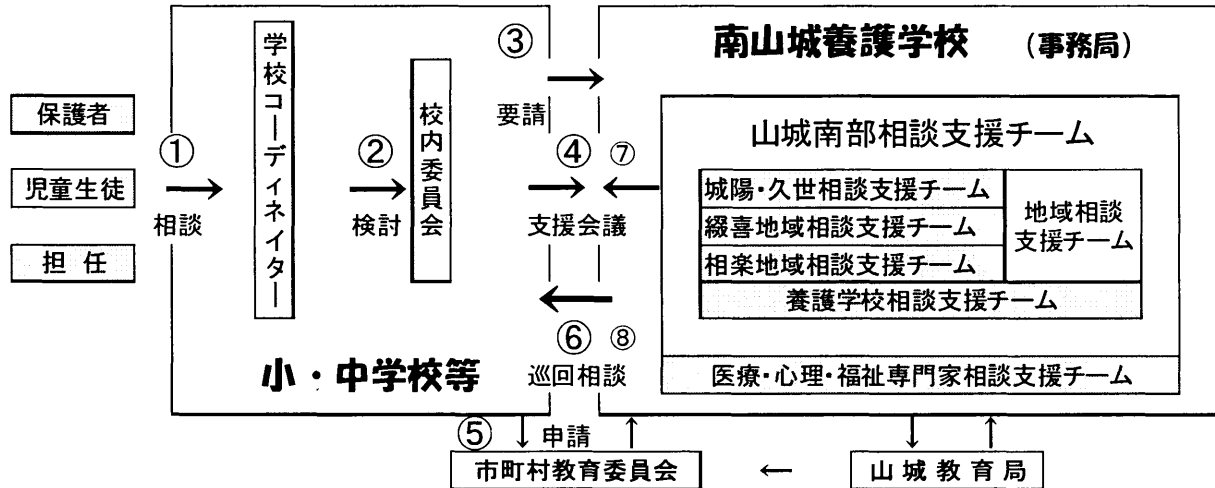 保護者
児童生徒
担任
①
相談
学校コーディネイター
②
検討
校内委員会
小・中学校等
③
要請
④ ⑦
支援会議
⑥ ⑧
巡回相談
南山城養護学校 (事務局)
山城南部相談支援チーム
城陽・久世相談支援チーム
綴喜地域相談支援チーム
相楽地域相談支援チーム
地域相談
支援チーム
養護学校相談支援チーム
医療・心理・福祉専門家相談支援チーム
⑤ 申請
市町村教育委員会
山城教育局